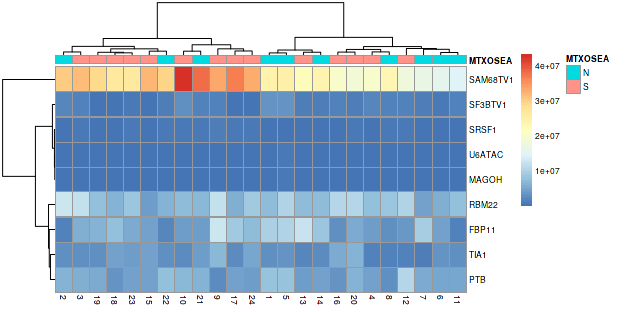 MTXOSEA
SAM68TV1
SF3BTV1
SRSF1
U6ATAC
MAGOH
RBM22
FBP11
TIA1
PTB
2 3 19 18 23 15 22 10 21 9 17 24 1 5 13 14 16 20 4 8 12 7 6 11
4e+07
3e+07
2e+07
1e+07
MTXOSEA
N
S